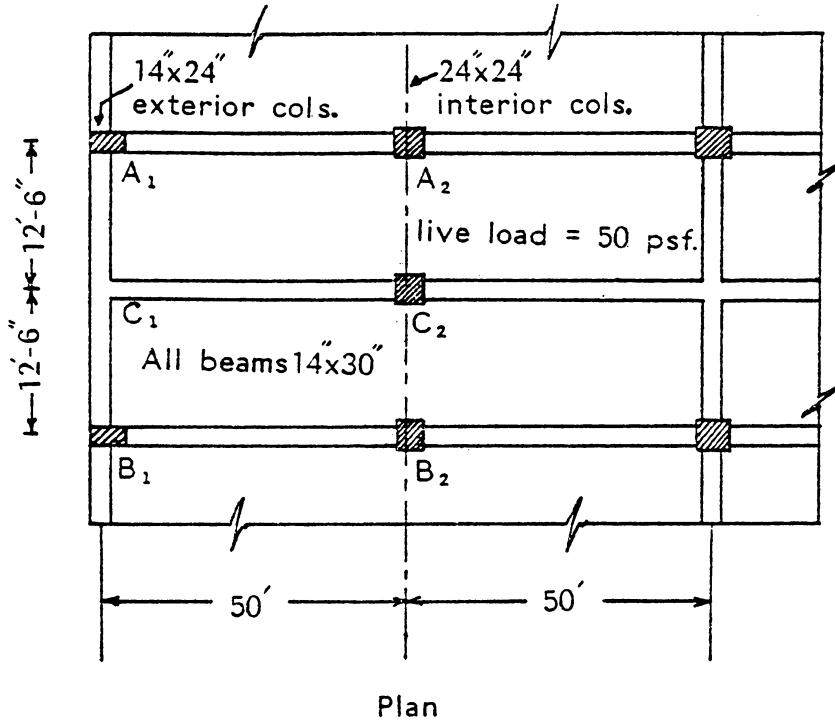 14"x24"
exterior cols.
24"x24"
interior cols.
A₁
A₂
12'-6"
live load = 50 psf.
C₁
C₂
12'-6"
All beams 14"x30"
B₁
B₂
50'
50'
Plan